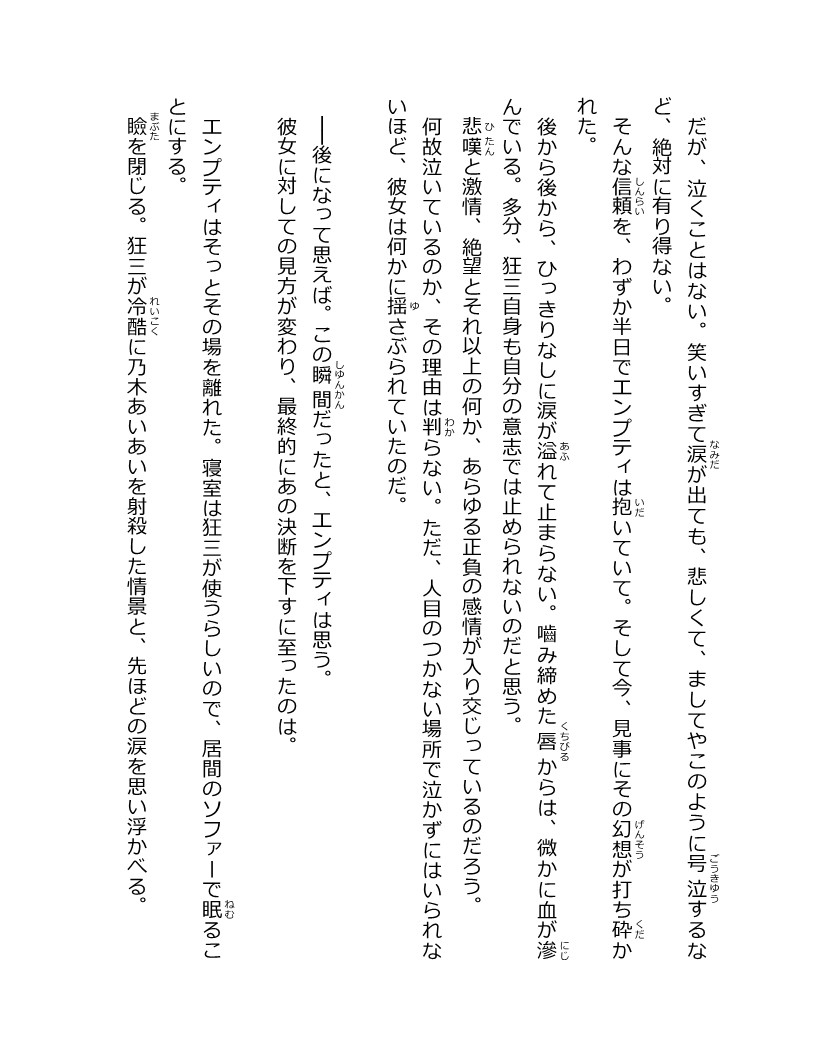 だが、泣くことはない。笑いすぎて涙が出ても、悲しくて、ましてやこのように号泣するな
ど、絶対に有り得ない。
そんな信頼を、わずか半日でエンプティは抱いていて。そして今、見事にその幻想が打ち砕か
れた。
後から後から、ひっきりなしに涙が溢れて止まらない。嚙み締めた唇からは、微かに血が滲
んでいる。多分、狂三自身も自分の意志では止められないのだと思う。
悲嘆と激情、絶望とそれ以上の何か、あらゆる正負の感情が入り交じっているのだろう。
何故泣いているのか、その理由は判らない。ただ、人目のつかない場所で泣かずにはいられな
いほど、彼女は何かに揺さぶられていたのだ。
――後になって思えば。この瞬間だったと、エンプティは思う。
彼女に対しての見方が変わり、最終的にあの決断を下すに至ったのは。
エンプティはそっとその場を離れた。寝室は狂三が使うらしいので、居間のソファーで眠るこ
とにする。
瞼を閉じる。狂三が冷酷に乃木あいあいを射殺した情景と、先ほどの涙を思い浮かべる。